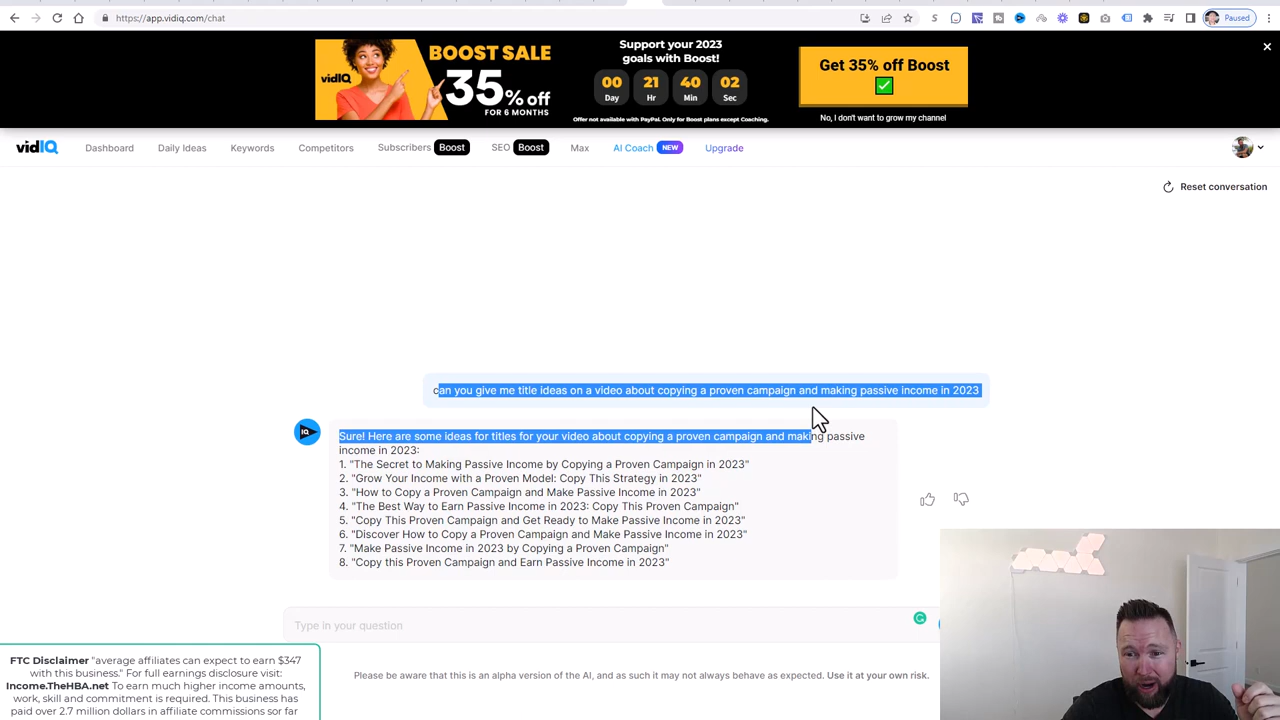 https://app.vidiq.com/chat
Paused
vidIQ
BOOST SALE
35% off
FOR 6 MONTHS
Support your 2023
goals with Boost!
00 21 40 02
Day Hr Min Sec
Offer not available with PayPal. Only for Boost plans except Coaching.
Get 35% off Boost
No, I don't want to grow my channel
vidIQ Dashboard Daily Ideas Keywords Competitors Subscribers Boost SEO Boost Max AI Coach NEW Upgrade
Reset conversation
can you give me title ideas on a video about copying a proven campaign and making passive income in 2023
IQ
Sure! Here are some ideas for titles for your video about copying a proven campaign and making passive
income in 2023:
1. "The Secret to Making Passive Income by Copying a Proven Campaign in 2023"
2. "Grow Your Income with a Proven Model: Copy This Strategy in 2023"
3. "How to Copy a Proven Campaign and Make Passive Income in 2023"
4. "The Best Way to Earn Passive Income in 2023: Copy This Proven Campaign"
5. "Copy This Proven Campaign and Get Ready to Make Passive Income in 2023"
6. "Discover How to Copy a Proven Campaign and Make Passive Income in 2023"
7. "Make Passive Income in 2023 by Copying a Proven Campaign"
8. "Copy this Proven Campaign and Earn Passive Income in 2023"
Type in your question
Please be aware that this is an alpha version of the AI, and as such it may not always behave as expected. Use it at your own risk.
FTC Disclaimer "average affiliates can expect to earn $347
with this business." For full earnings disclosure visit:
Income.TheHBA.net To earn much higher income amounts,
work, skill and commitment is required. This business has
paid over 2.7 million dollars in affiliate commissions sor far